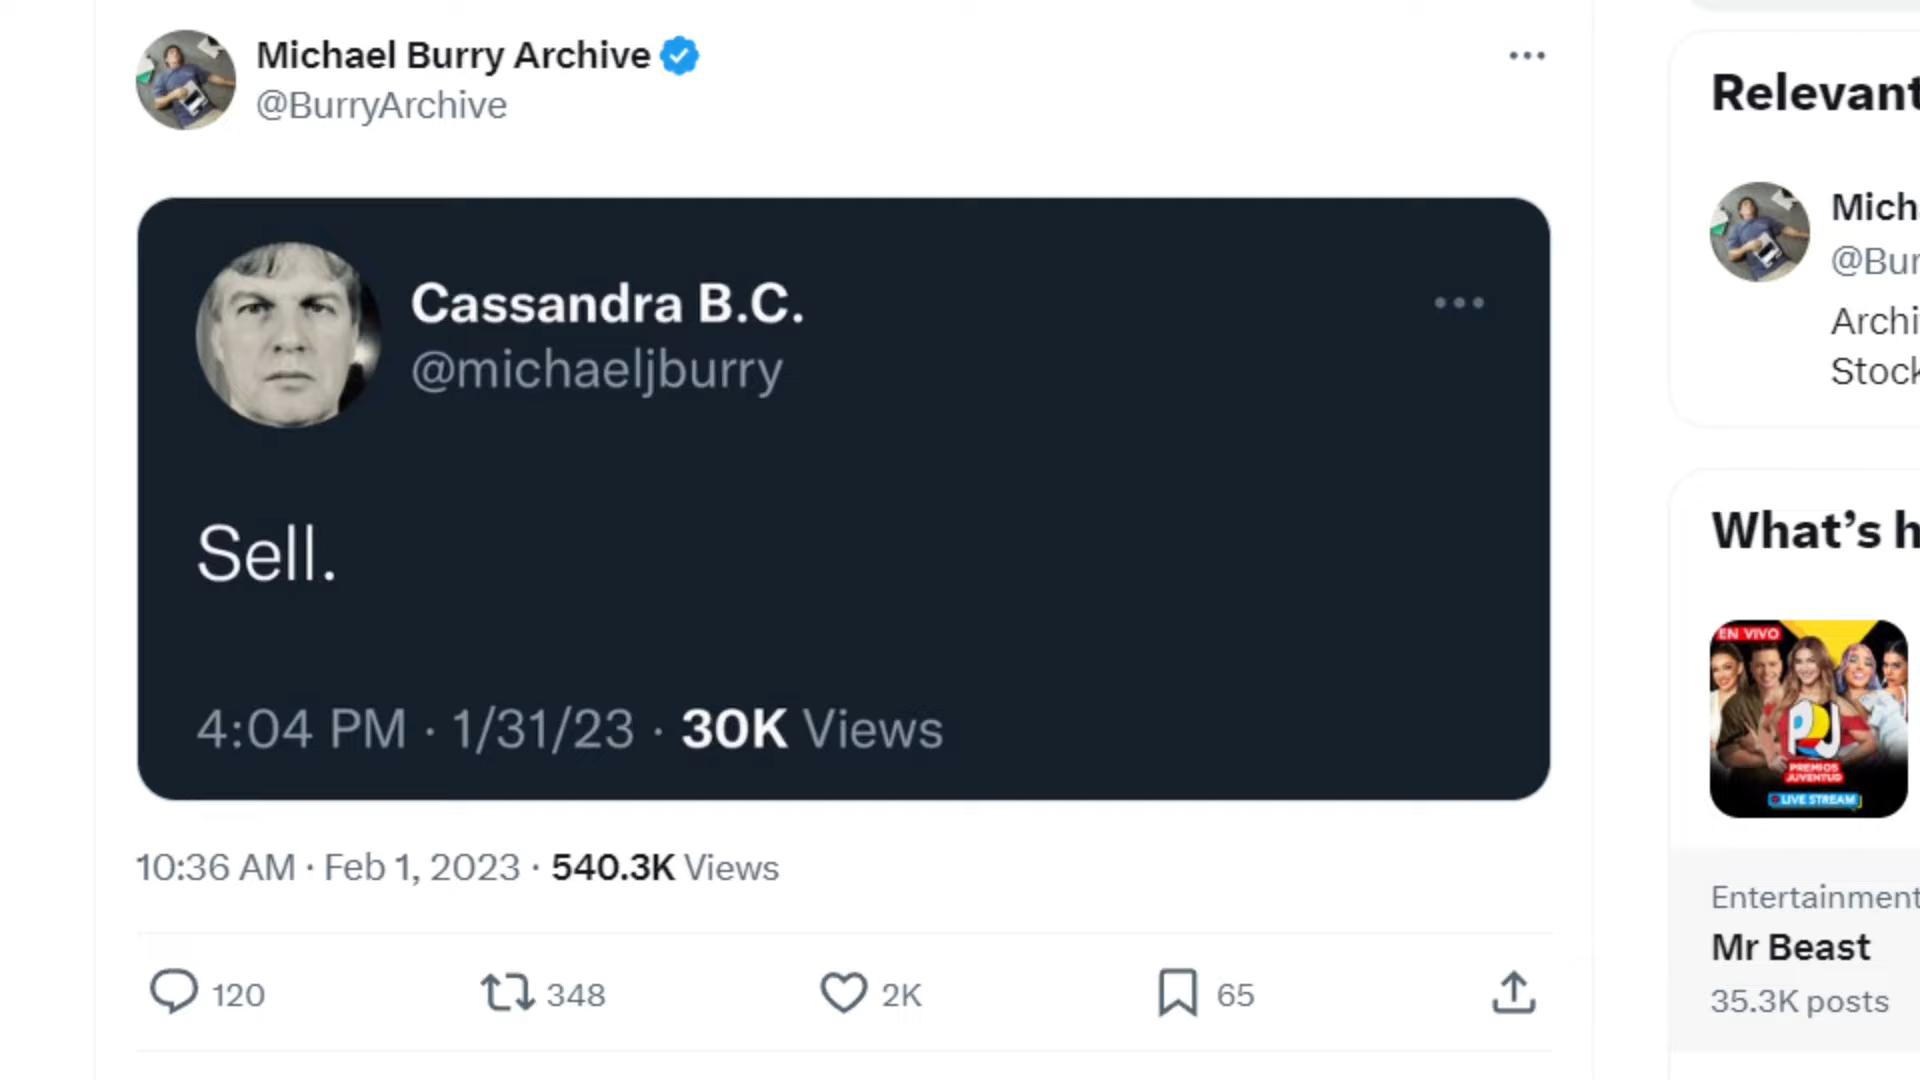 Michael Burry Archive
@BurryArchive
Cassandra B.C.
@michaeljburry
Sell.
4:04 PM · 1/31/23 · 30K Views
10:36 AM · Feb 1, 2023 · 540.3K Views
120 348 2K 65
Relevant
Mich
@Bur
Archi
Stock
What’s h
EN VIVO
PJ
PREMIOS
JUVENTUD
LIVE STREAM
Entertainment
Mr Beast
35.3K posts